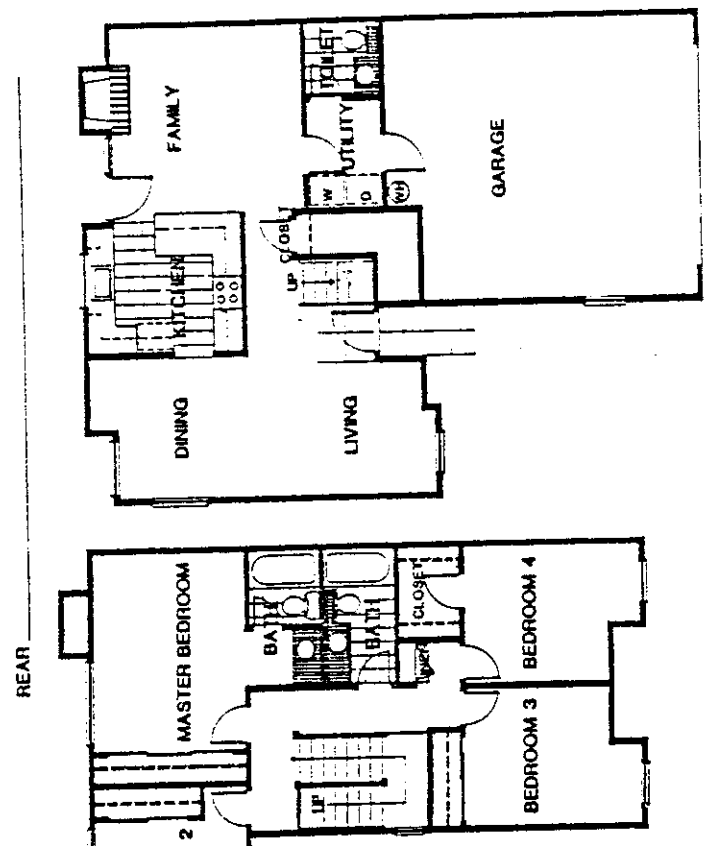 REAR
FAMILY
TOILET
UTILITY
W
D
WH
GARAGE
CLOSET
UP
KITCHEN
DINING
LIVING
MASTER BEDROOM
BATH
BATH
CLOSET
BEDROOM 4
BEDROOM 3
UP
2